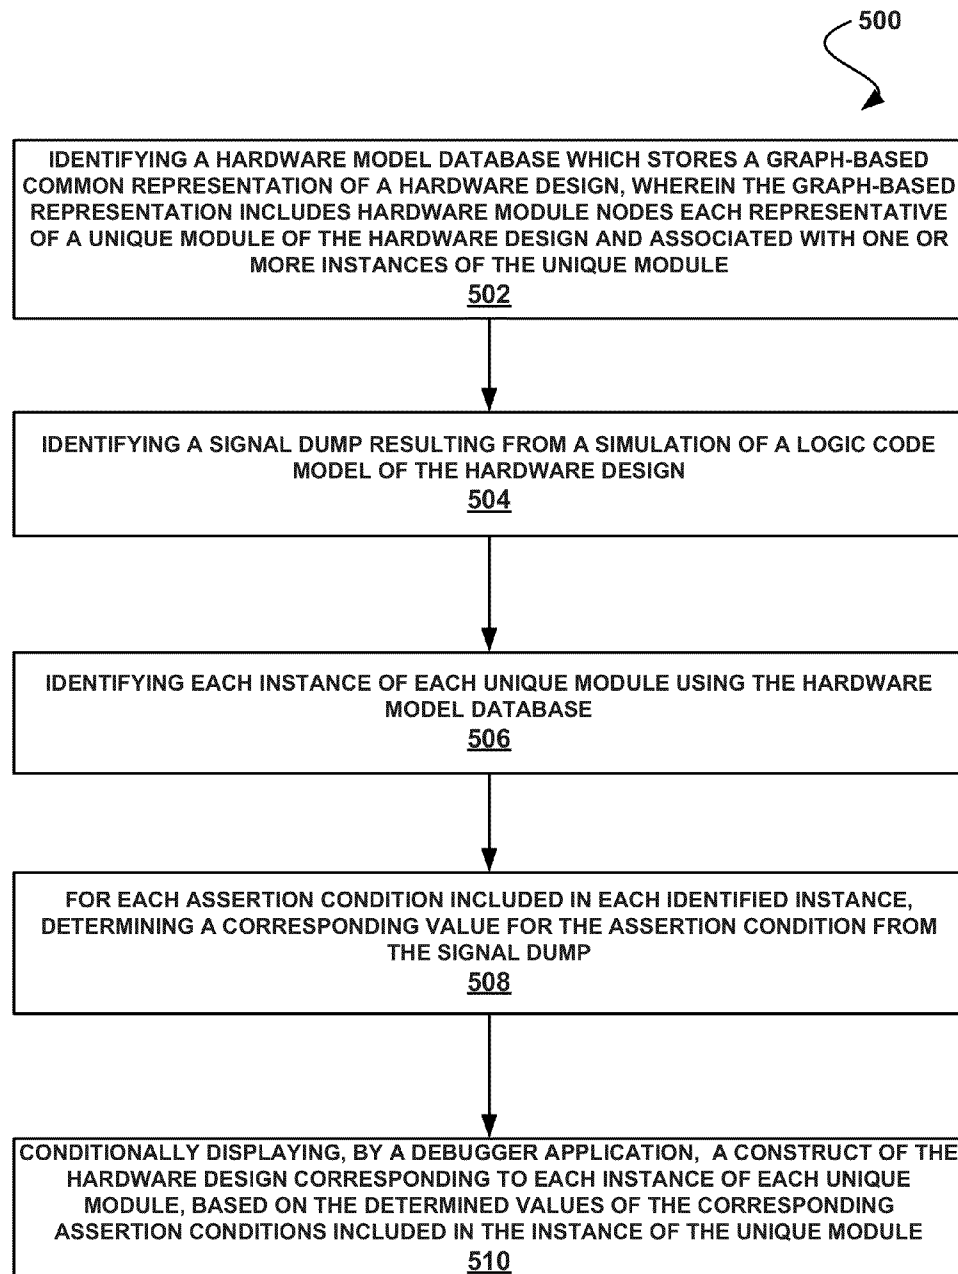 500
IDENTIFYING A HARDWARE MODEL DATABASE WHICH STORES A GRAPH-BASED
COMMON REPRESENTATION OF A HARDWARE DESIGN, WHEREIN THE GRAPH-BASED
REPRESENTATION INCLUDES HARDWARE MODULE NODES EACH REPRESENTATIVE
OF A UNIQUE MODULE OF THE HARDWARE DESIGN AND ASSOCIATED WITH ONE OR
MORE INSTANCES OF THE UNIQUE MODULE
502
IDENTIFYING A SIGNAL DUMP RESULTING FROM A SIMULATION OF A LOGIC CODE
MODEL OF THE HARDWARE DESIGN
504
IDENTIFYING EACH INSTANCE OF EACH UNIQUE MODULE USING THE HARDWARE
MODEL DATABASE
506
FOR EACH ASSERTION CONDITION INCLUDED IN EACH IDENTIFIED INSTANCE,
DETERMINING A CORRESPONDING VALUE FOR THE ASSERTION CONDITION FROM
THE SIGNAL DUMP
508
CONDITIONALLY DISPLAYING, BY A DEBUGGER APPLICATION, A CONSTRUCT OF THE
HARDWARE DESIGN CORRESPONDING TO EACH INSTANCE OF EACH UNIQUE
MODULE, BASED ON THE DETERMINED VALUES OF THE CORRESPONDING
ASSERTION CONDITIONS INCLUDED IN THE INSTANCE OF THE UNIQUE MODULE
510